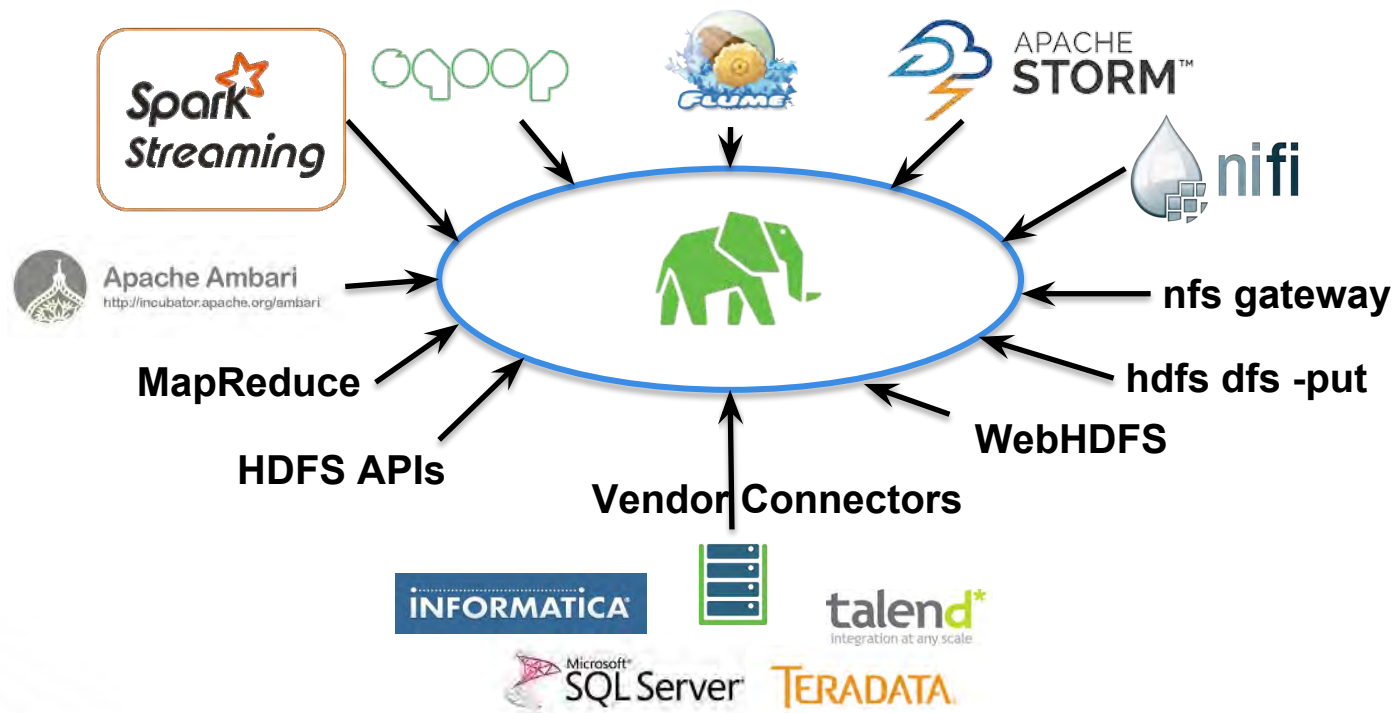 Spark
Streaming
sqoop
FLUME
APACHE
STORM™
nifi
Apache Ambari
http://incubator.apache.org/ambari
nfs gateway
MapReduce
hdfs dfs -put
WebHDFS
HDFS APIs
Vendor Connectors
INFORMATICA
talend*
integration at any scale
Microsoft®
SQL Server®
TERADATA.